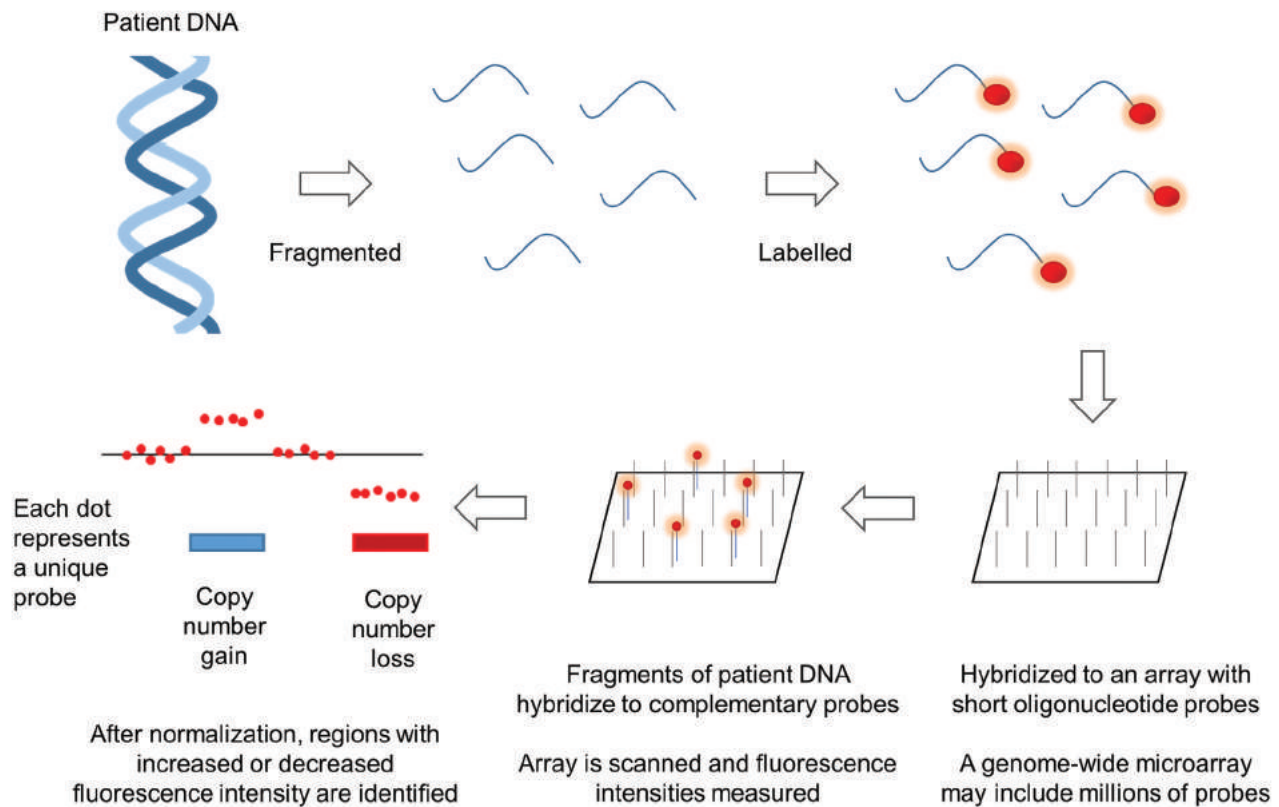 Patient DNA
Fragmented
Labelled
Hybridized to an array with
short oligonucleotide probes
A genome-wide microarray
may include millions of probes
Fragments of patient DNA
hybridize to complementary probes
Array is scanned and fluorescence
intensities measured
Each dot
represents
a unique
probe
Copy
number
gain
Copy
number
loss
After normalization, regions with
increased or decreased
fluorescence intensity are identified